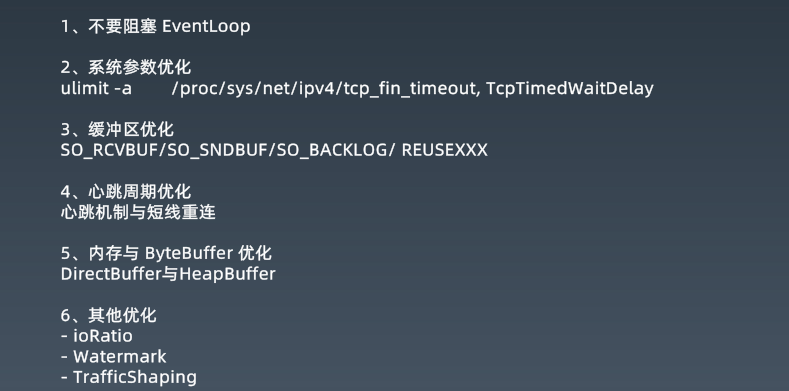 1、不要阻塞 EventLoop
2、系统参数优化
ulimit -a /proc/sys/net/ipv4/tcp_fin_timeout, TcpTimedWaitDelay
3、缓冲区优化
SO_RCVBUF/SO_SNDBUF/SO_BACKLOG/ REUSEXXX
4、心跳周期优化
心跳机制与短线重连
5、内存与 ByteBuffer 优化
DirectBuffer与HeapBuffer
6、其他优化
- ioRatio
- Watermark
- TrafficShaping